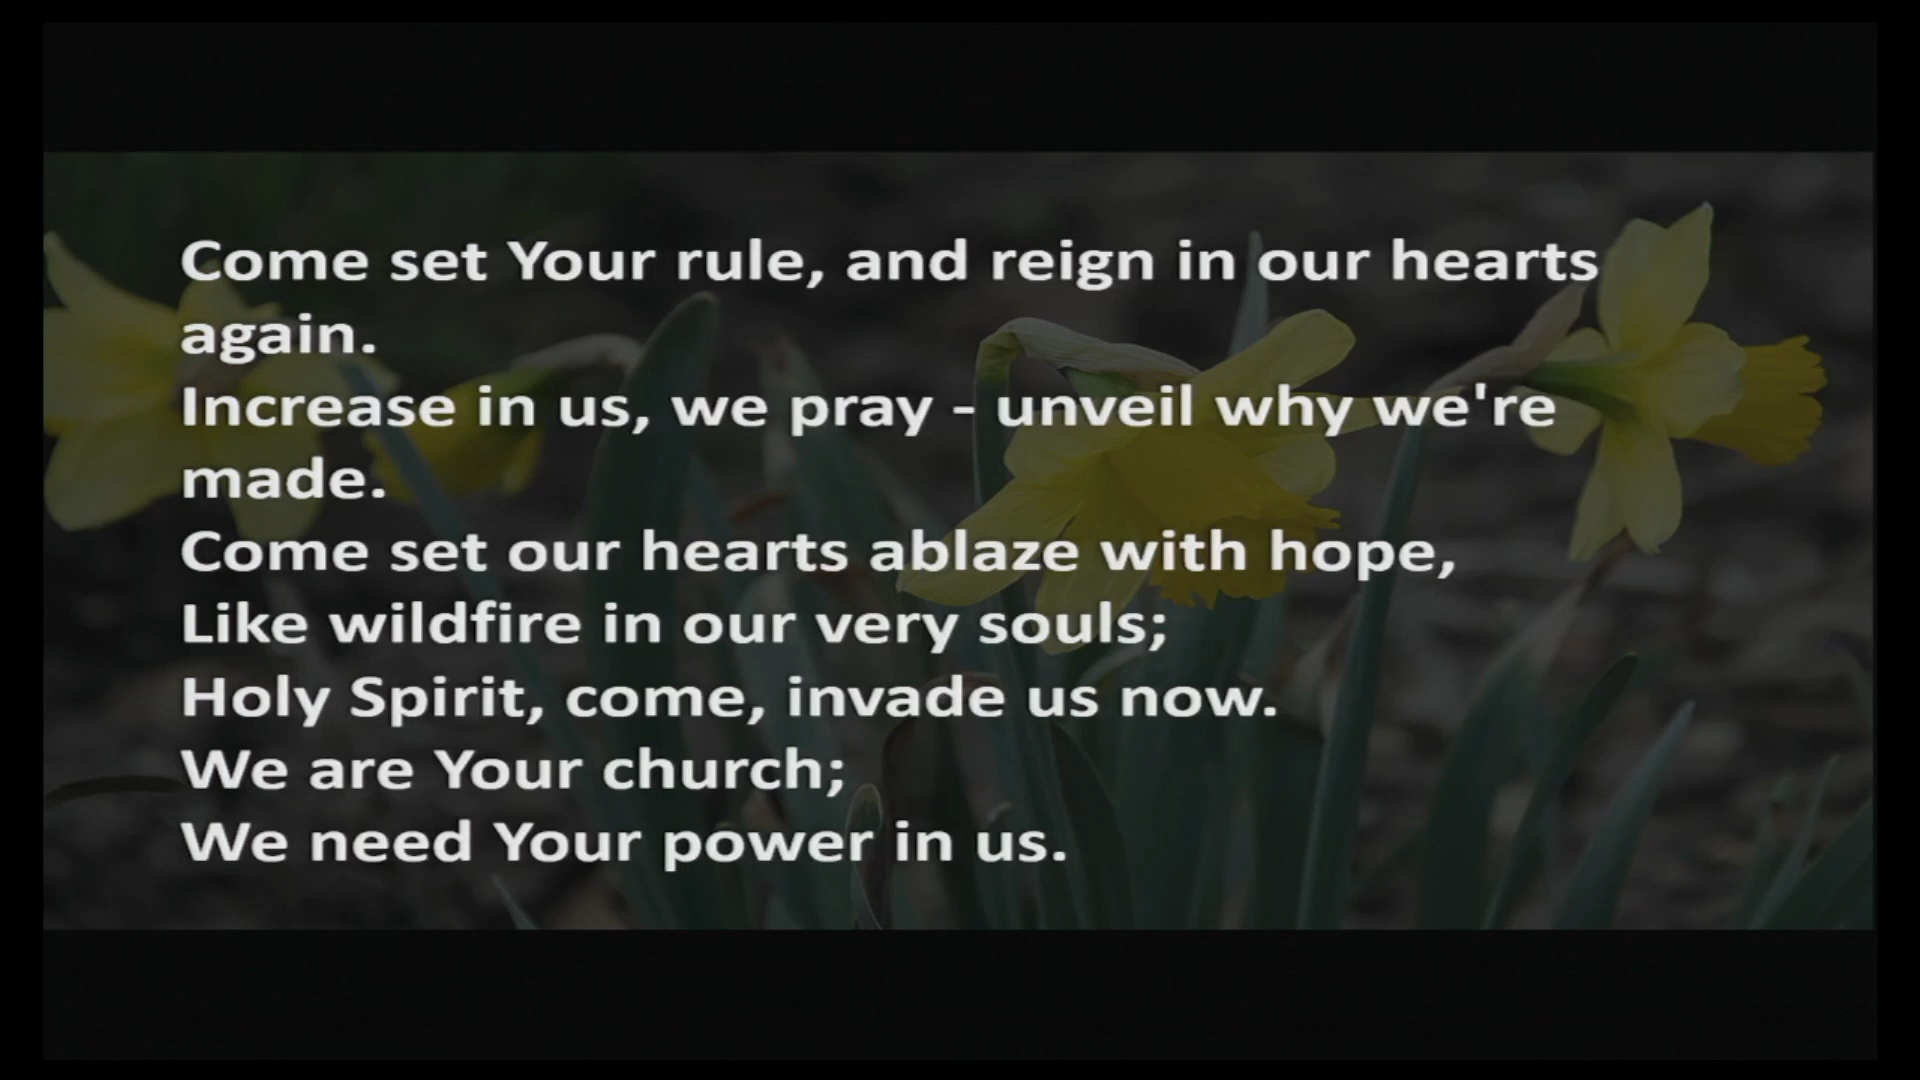 Come set Your rule, and reign in our hearts
again.
Increase in us, we pray - unveil why we're
made.
Come set our hearts ablaze with hope,
Like wildfire in our very souls;
Holy Spirit, come, invade us now.
We are Your church;
We need Your power in us.